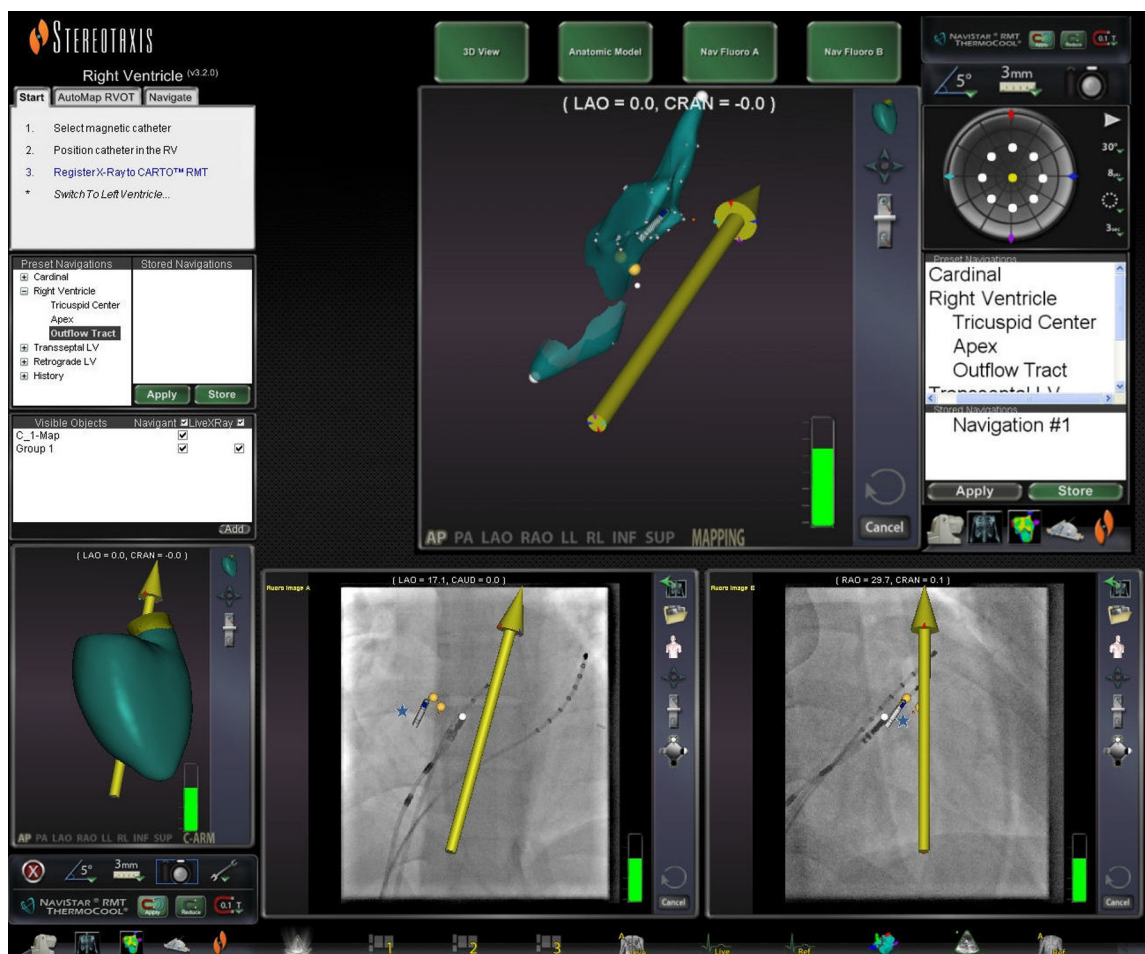 STEREOTAXIS
Right Ventricle (v3.2.0)
Start AutoMap RVOT Navigate
1. Select magnetic catheter
2. Position catheter in the RV
3. Register X-Ray to CARTO™ RMT
* Switch To Left Ventricle...
Preset Navigations Stored Navigations
Cardinal
Right Ventricle
Tricuspid Center
Apex
Outflow Tract
Transseptal LV
Retrograde LV
History
Apply Store
Visible Objects Navigant LiveXRay
C_1-Map
Group 1
Add
( LAO = 0.0, CRAN = -0.0 )
AP PA LAO RAO LL RL INF SUP C-ARM
5° 3mm
NAVISTAR® RMT
THERMOCOOL®
Apply Reduce 0.1 T
3D View Anatomic Model Nav Fluoro A Nav Fluoro B
( LAO = 0.0, CRAN = -0.0 )
Cancel
AP PA LAO RAO LL RL INF SUP MAPPING
NAVISTAR® RMT
THERMOCOOL®
Apply Reduce 0.1 T
5° 3mm
30°
3sec
Preset Navigations
Cardinal
Right Ventricle
Tricuspid Center
Apex
Outflow Tract
Transseptal LV
Stored Navigations
Navigation #1
Apply Store
Fluoro Image A
( LAO = 17.1, CAUD = 0.0 )
Cancel
Fluoro Image B
( RAO = 29.7, CRAN = 0.1 )
Cancel
1 2 3 A Live Ref A Ref